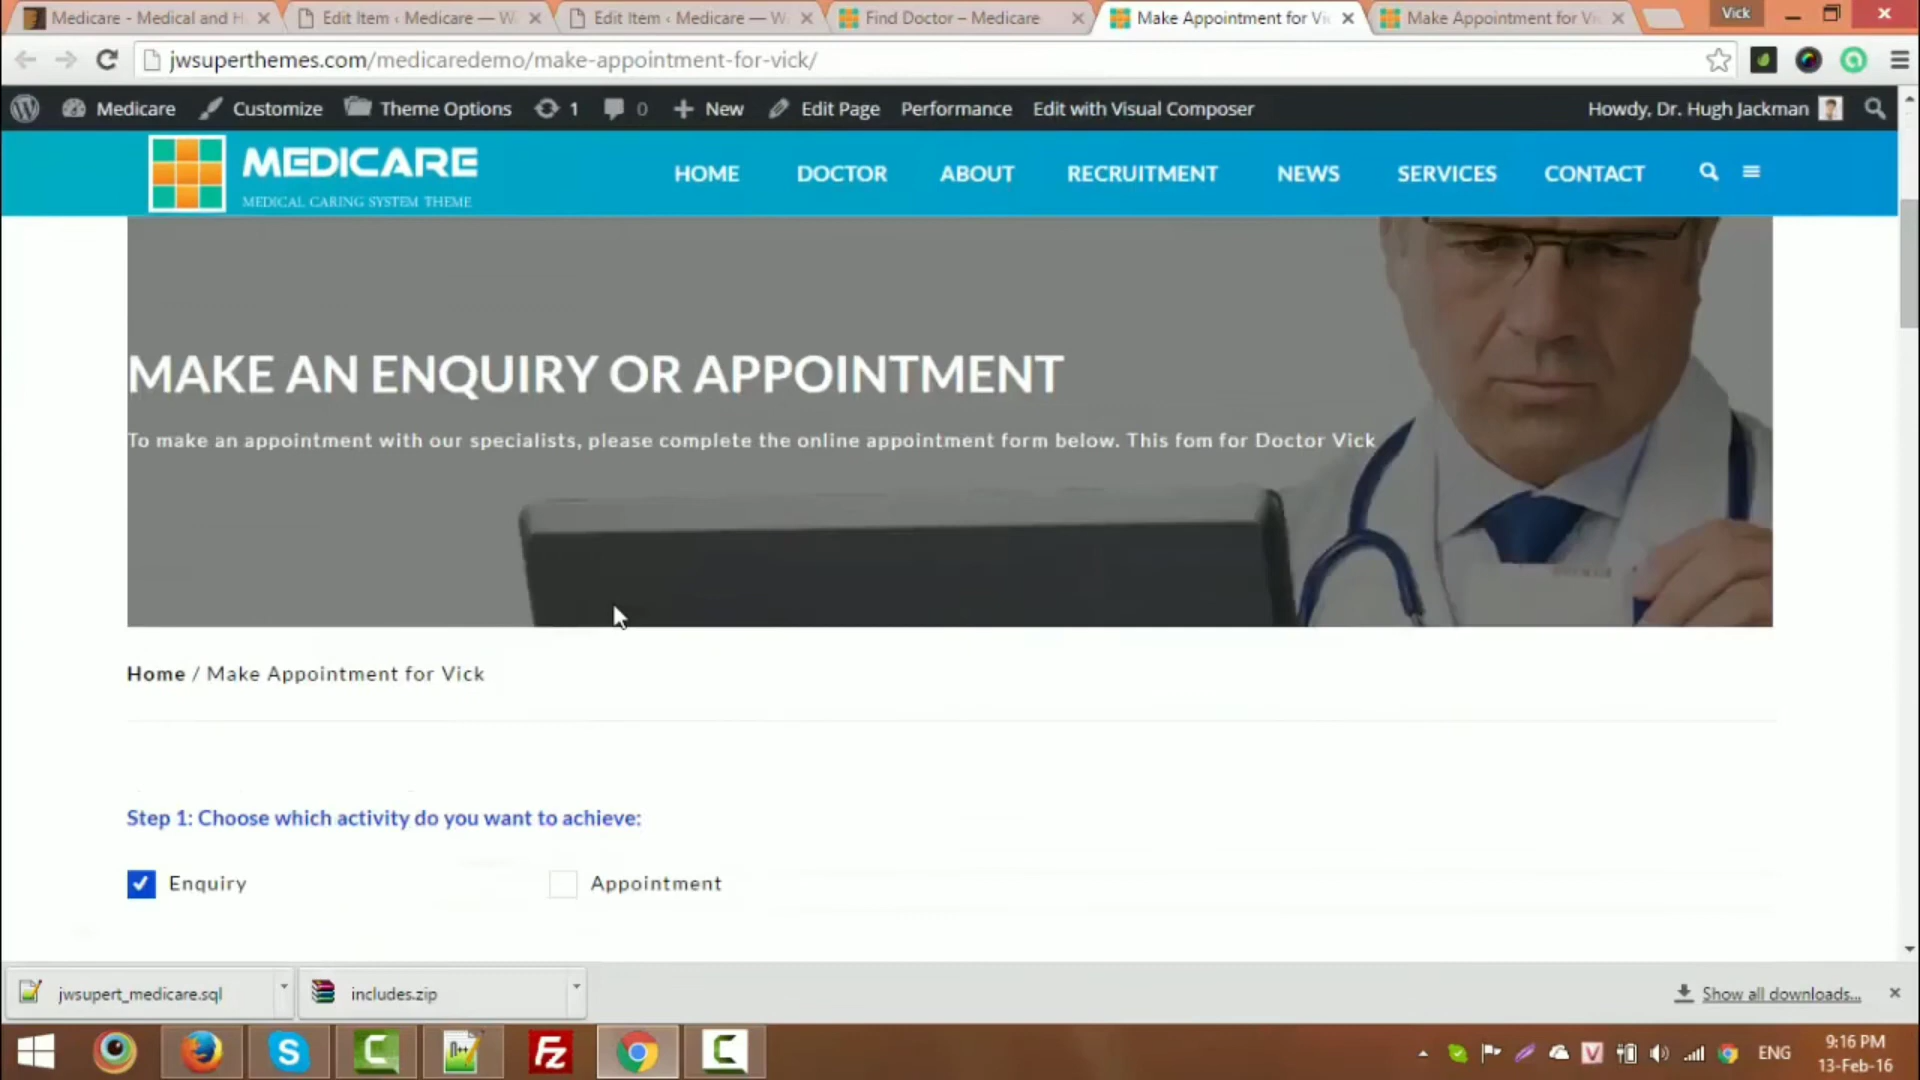 Medicare - Medical and H
Edit Item ‹ Medicare — W
Edit Item ‹ Medicare — W
Find Doctor – Medicare
Make Appointment for Vi
Make Appointment for Vi
Vick
jwsuperthemes.com/medicaredemo/make-appointment-for-vick/
Medicare
Customize
Theme Options
1
0
New
Edit Page
Performance
Edit with Visual Composer
Howdy, Dr. Hugh Jackman
MEDICARE
MEDICAL CARING SYSTEM THEME
HOME
DOCTOR
ABOUT
RECRUITMENT
NEWS
SERVICES
CONTACT
MAKE AN ENQUIRY OR APPOINTMENT
To make an appointment with our specialists, please complete the online appointment form below. This fom for Doctor Vick
Home / Make Appointment for Vick
Step 1: Choose which activity do you want to achieve:
Enquiry
Appointment
jwsupert_medicare.sql
includes.zip
Show all downloads...
ENG
9:16 PM
13-Feb-16